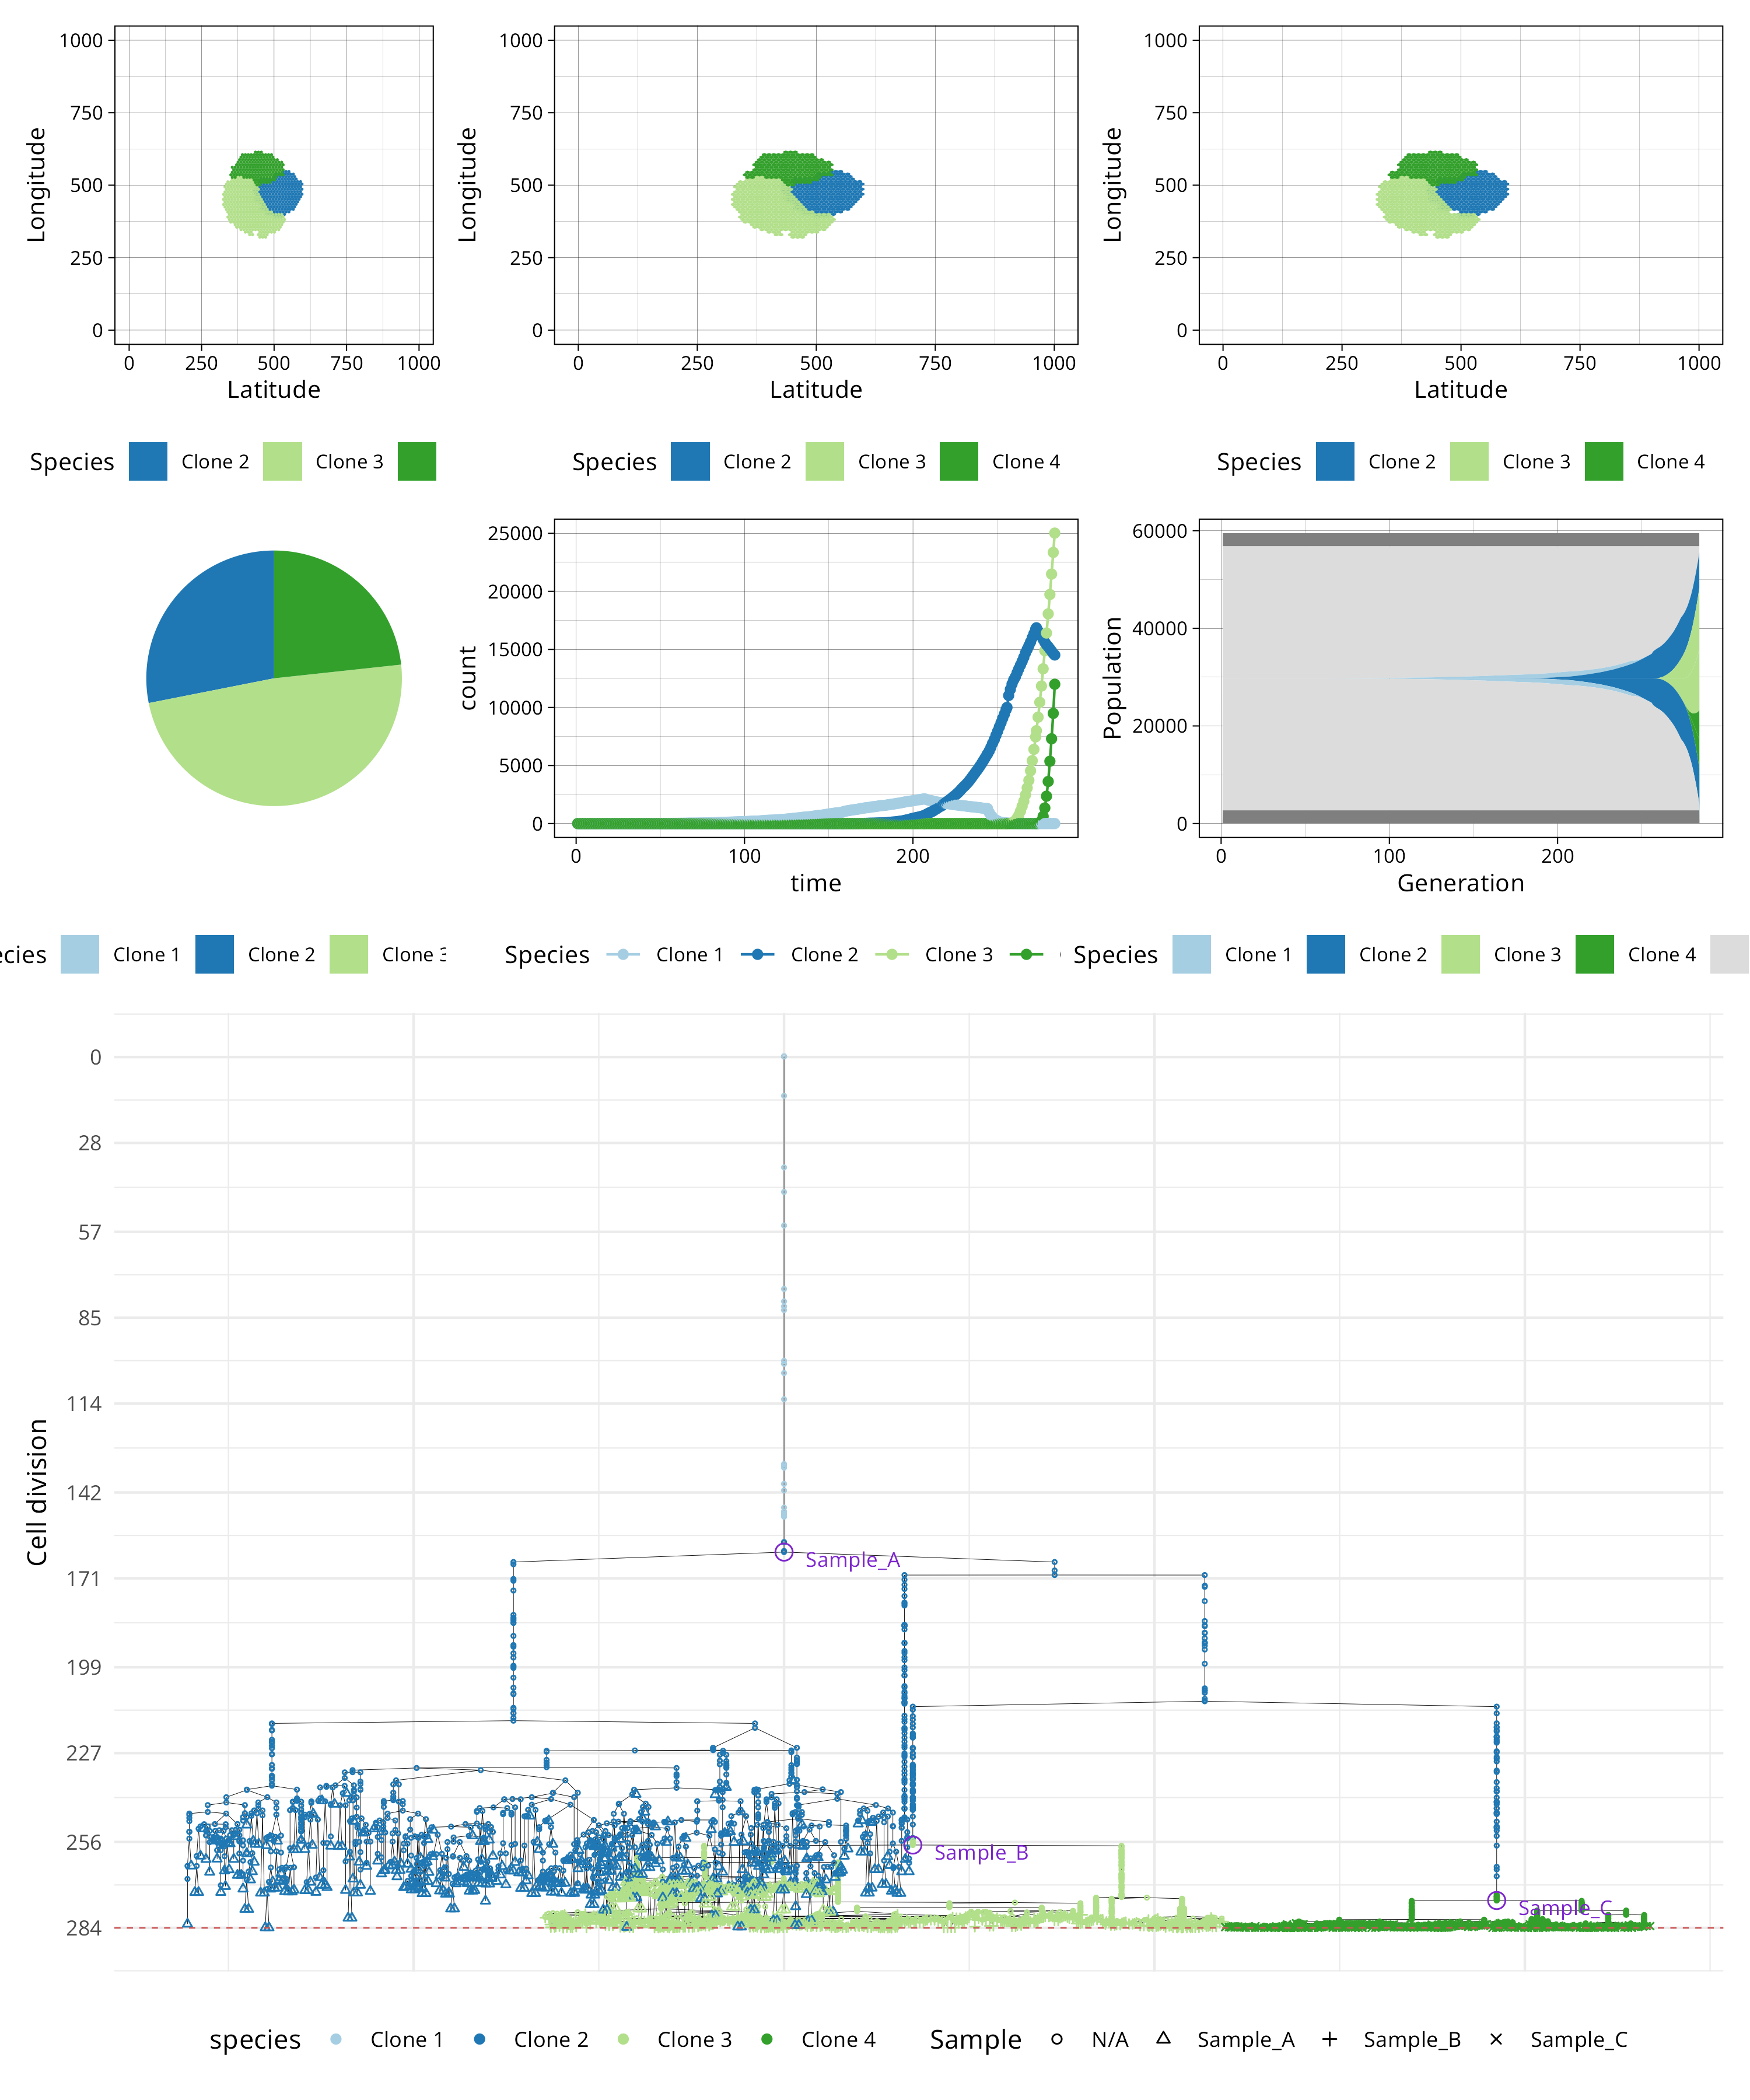 1000
750
500
250
0
Longitude
0 250 500 750 1000
Latitude
Species Clone 2 Clone 3
1000
750
500
250
0
Longitude
0 250 500 750 1000
Latitude
Species Clone 2 Clone 3 Clone 4
1000
750
500
250
0
Longitude
0 250 500 750 1000
Latitude
Species Clone 2 Clone 3 Clone 4
ecies Clone 1 Clone 2 Clone 3
25000
20000
15000
10000
5000
0
count
0 100 200
time
Species Clone 1 Clone 2 Clone 3
60000
40000
20000
0
Population
0 100 200
Generation
Species Clone 1 Clone 2 Clone 3 Clone 4
0
28
57
85
114
142
171
199
227
256
284
Cell division
Sample_A
Sample_B
Sample_C
species Clone 1 Clone 2 Clone 3 Clone 4 Sample N/A Sample_A Sample_B Sample_C